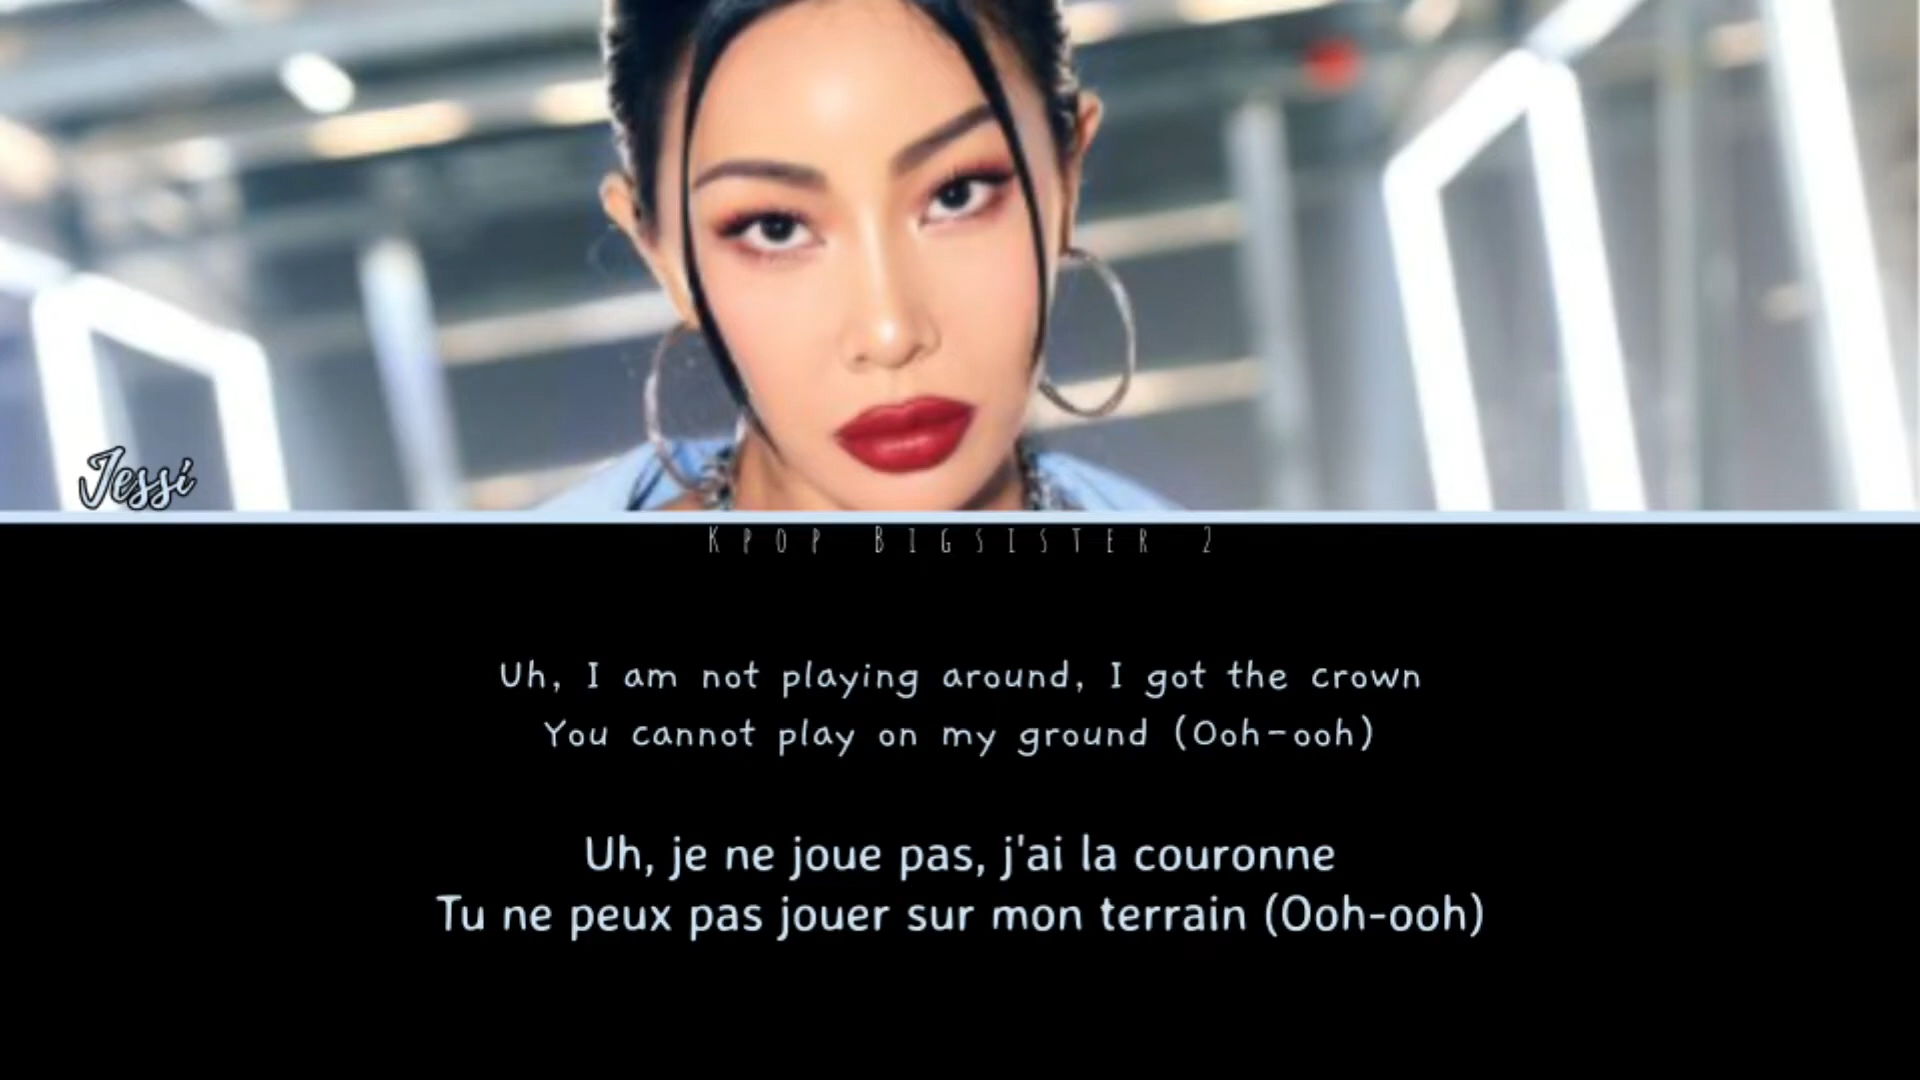 Jessi
KPOP BIGSISTER 2
Uh, I am not playing around, I got the crown
You cannot play on my ground (Ooh-ooh)
Uh, je ne joue pas, j'ai la couronne
Tu ne peux pas jouer sur mon terrain (Ooh-ooh)